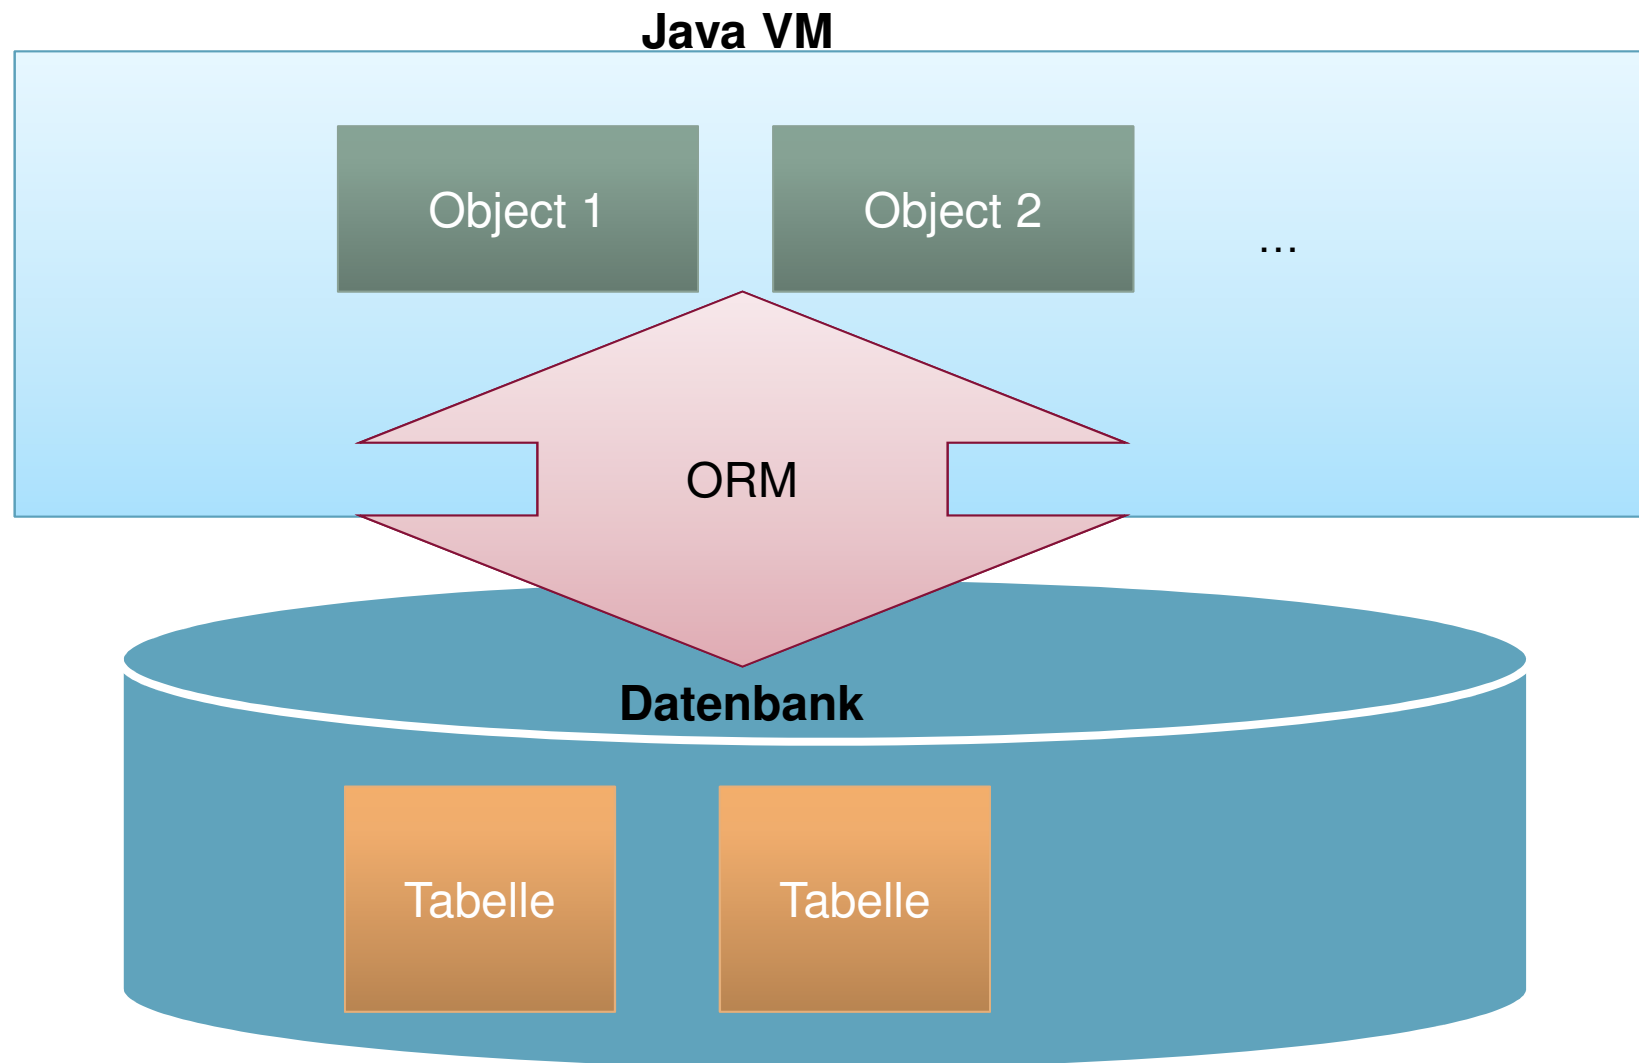 Java VM
Object 1
Object 2
...
ORM
Datenbank
Tabelle
Tabelle